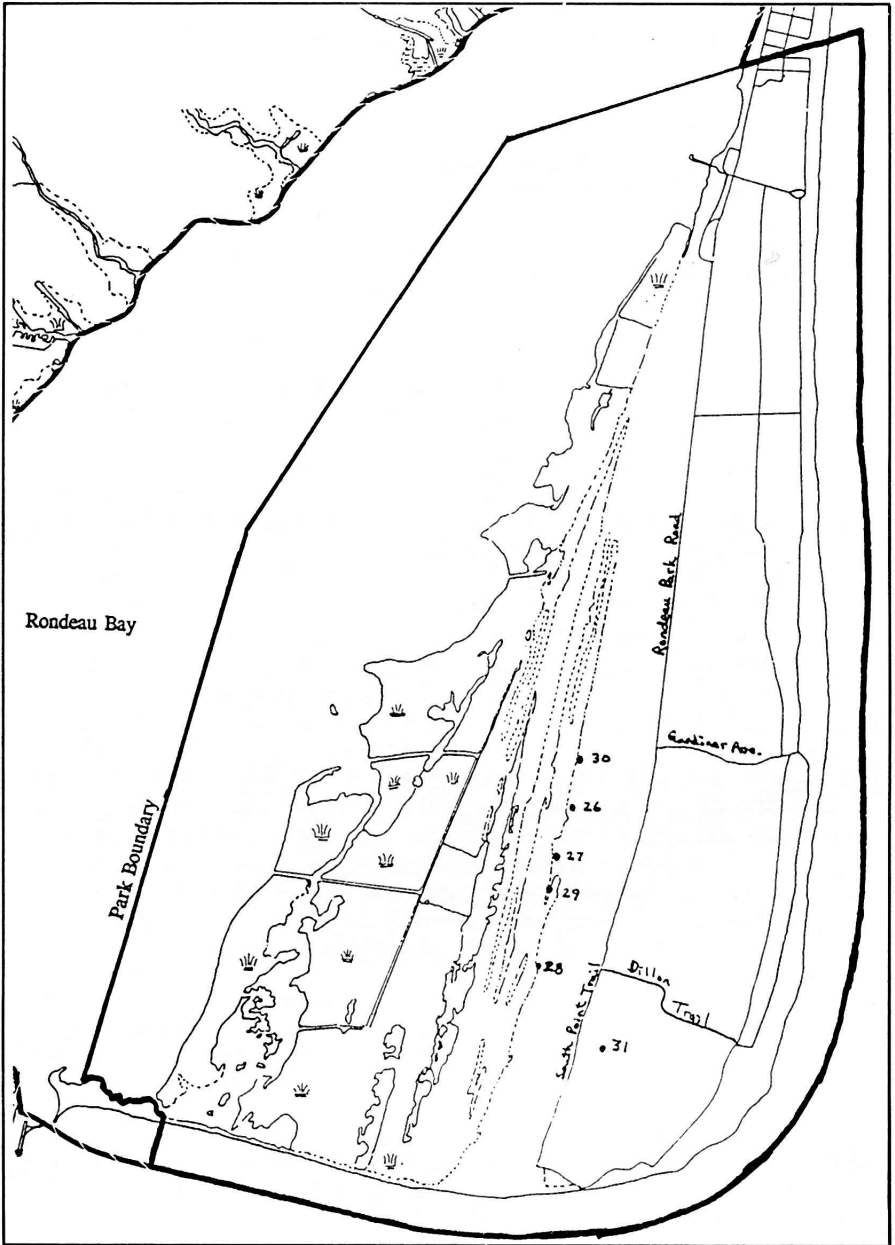 Rondeau Park Road
Rondeau Bay
Gardiner Ave.
30
26
Park Boundary
27
29
28
South Point Trail
Dillon
Trail
31